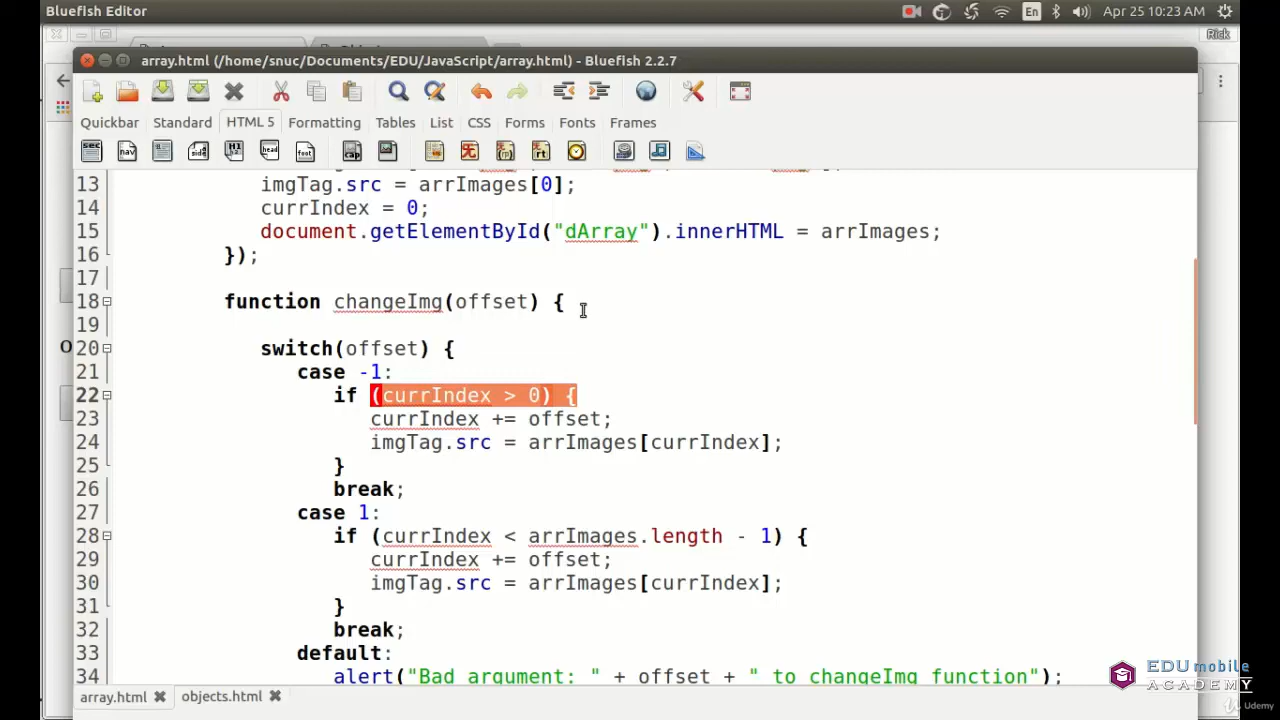 Bluefish Editor
En
Apr 25 10:23 AM
Rick
array.html (/home/snuc/Documents/EDU/JavaScript/array.html) - Bluefish 2.2.7
Quickbar Standard HTML 5 Formatting Tables List CSS Forms Fonts Frames
13 imgTag.src = arrImages[0];
14 currIndex = 0;
15 document.getElementById("dArray").innerHTML = arrImages;
16 });
17
18 function changeImg(offset) {
19
20 switch(offset) {
21 case -1:
22 if (currIndex > 0) {
23 currIndex += offset;
24 imgTag.src = arrImages[currIndex];
25 }
26 break;
27 case 1:
28 if (currIndex < arrImages.length - 1) {
29 currIndex += offset;
30 imgTag.src = arrImages[currIndex];
31 }
32 break;
33 default:
34 alert("Bad argument: " + offset + " to changeImg function");
array.html objects.html
EDUmobile
ACADEMY
Udemy